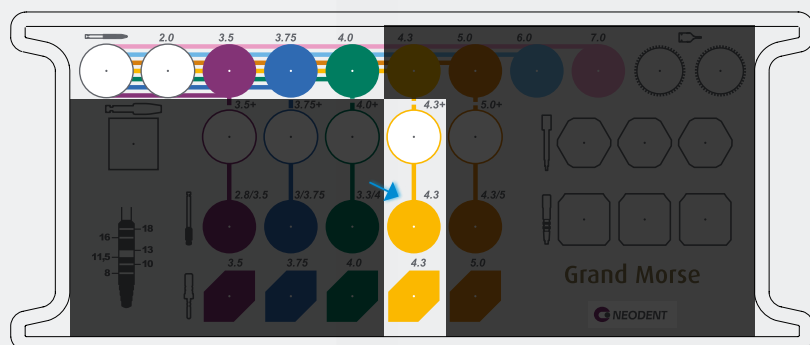 2.0 3.5 3.75 4.0 4.3 5.0 6.0 7.0
3.5+ 3.75+ 4.0+ 4.3+ 5.0+
2.8/3.5 3/3.75 3.3/4 4.3 4.3/5
18
16
13
11,5
10
8
3.5 3.75 4.0 4.3 5.0
Grand Morse
NEODENT